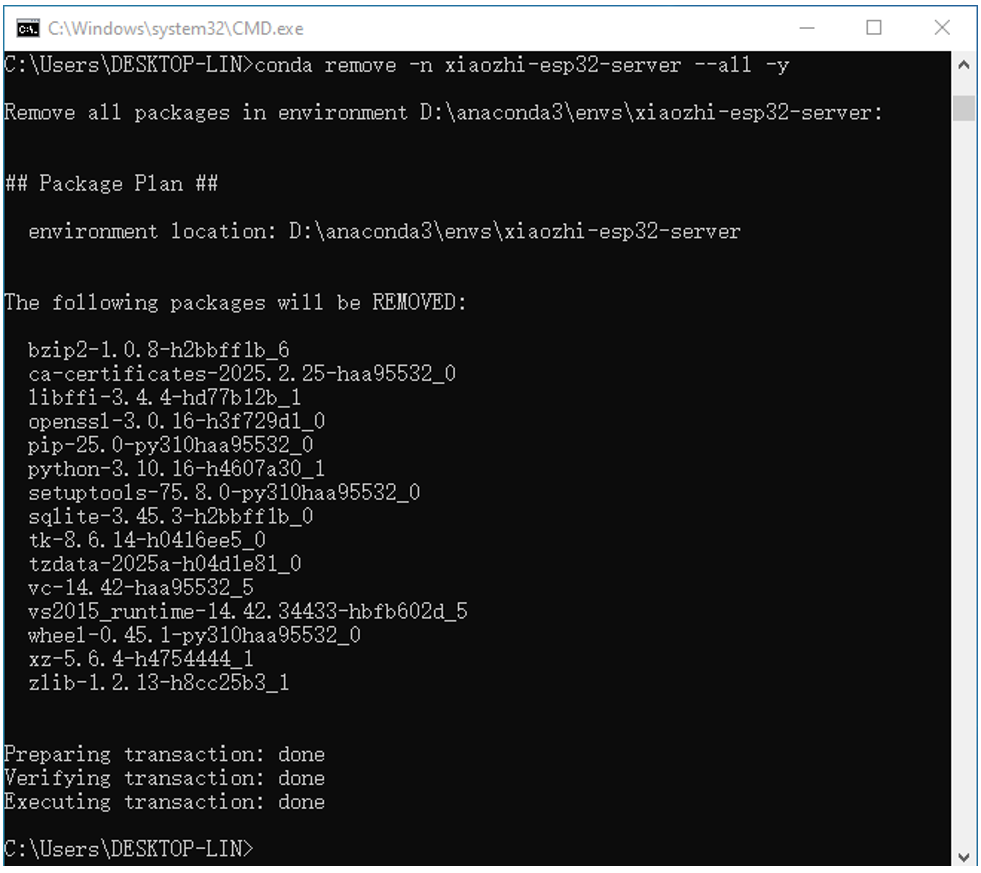 C:\Windows\system32\CMD.exe
C:\Users\DESKTOP-LIN>conda remove -n xiaozhi-esp32-server --all -y
Remove all packages in environment D:\anaconda3\envs\xiaozhi-esp32-server:
## Package Plan ##
environment location: D:\anaconda3\envs\xiaozhi-esp32-server
The following packages will be REMOVED:
bzip2-1.0.8-h2bbff1b_6
ca-certificates-2025.2.25-haa95532_0
libffi-3.4.4-hd77b12b_1
openssl-3.0.16-h3f729d1_0
pip-25.0-py310haa95532_0
python-3.10.16-h4607a30_1
setuptools-75.8.0-py310haa95532_0
sqlite-3.45.3-h2bbff1b_0
tk-8.6.14-h0416ee5_0
tzdata-2025a-h04d1e81_0
vc-14.42-haa95532_5
vs2015_runtime-14.42.34433-hbfb602d_5
wheel-0.45.1-py310haa95532_0
xz-5.6.4-h4754444_1
zlib-1.2.13-h8cc25b3_1
Preparing transaction: done
Verifying transaction: done
Executing transaction: done
C:\Users\DESKTOP-LIN>